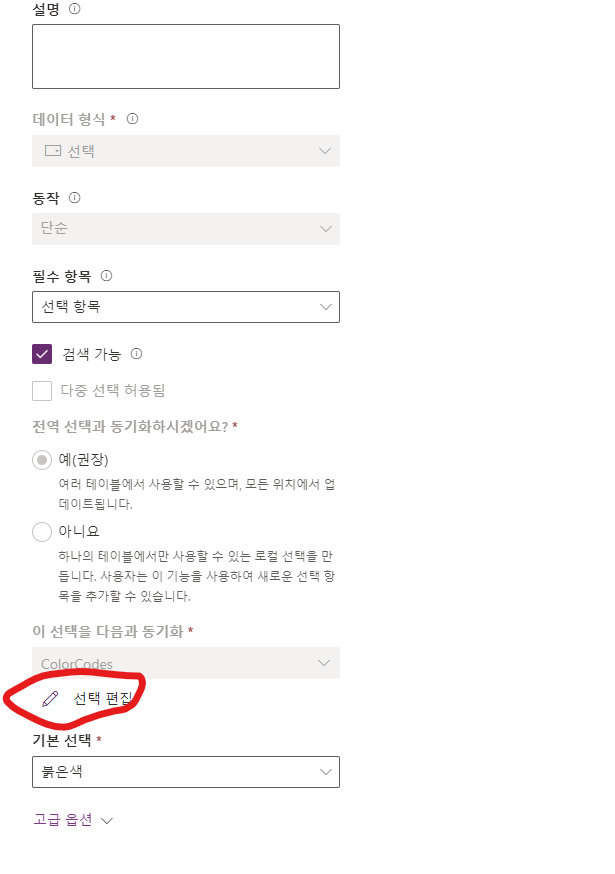 설명
데이터 형식 *
선택
동작
단순
필수 항목
선택 항목
검색 가능
다중 선택 허용됨
전역 선택과 동기화하시겠어요? *
예(권장)
여러 테이블에서 사용할 수 있으며, 모든 위치에서 업
데이트됩니다.
아니요
하나의 테이블에서만 사용할 수 있는 로컬 선택을 만
듭니다. 사용자는 이 기능을 사용하여 새로운 선택 항
목을 추가할 수 있습니다.
이 선택을 다음과 동기화 *
ColorCodes
선택 편집
기본 선택 *
붉은색
고급 옵션